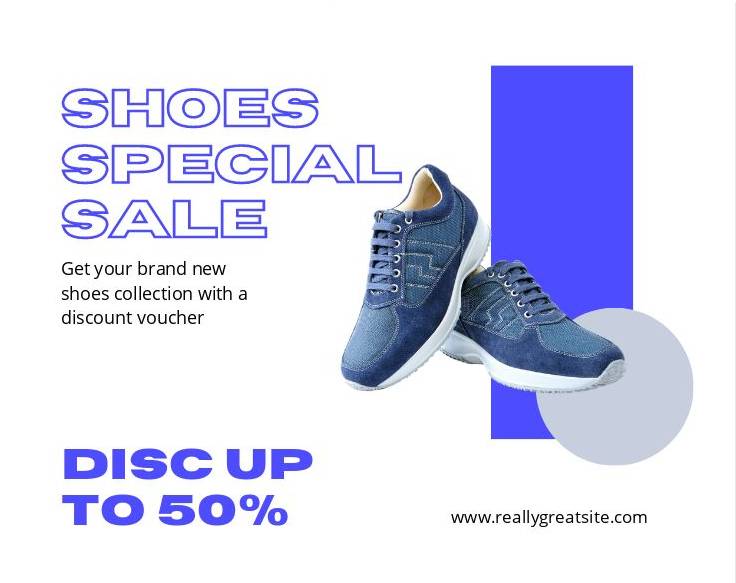 SHOES
SPECIAL
SALE
Get your brand new
shoes collection with a
discount voucher
DISC UP
TO 50%
www.reallygreatsite.com